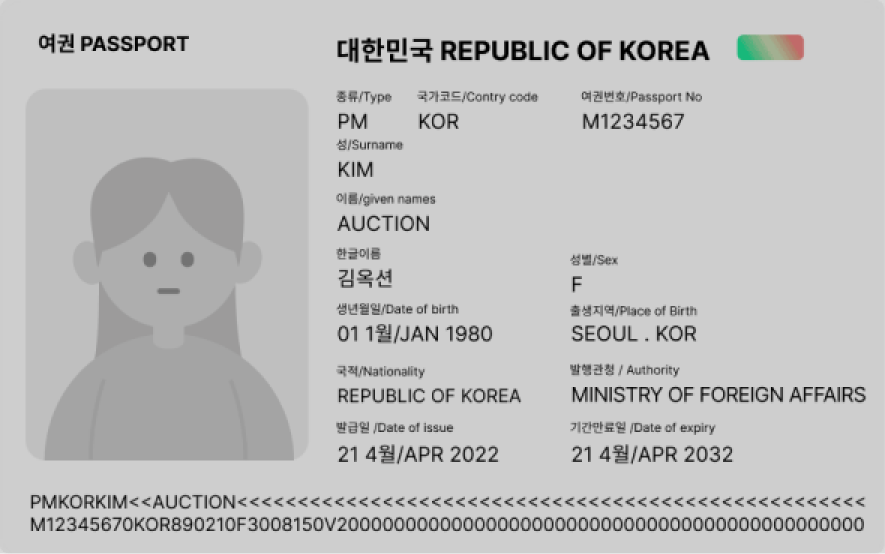 여권 PASSPORT
대한민국 REPUBLIC OF KOREA
종류/Type 국가코드/Contry code 여권번호/Passport No
PM KOR M1234567
성/Surname
KIM
이름/given names
AUCTION
한글이름 성별/Sex
김옥션 F
생년월일/Date of birth 출생지역/Place of Birth
01 1월/JAN 1980 SEOUL . KOR
국적/Nationality 발행관청 / Authority
REPUBLIC OF KOREA MINISTRY OF FOREIGN AFFAIRS
발급일 /Date of issue 기간만료일 /Date of expiry
21 4월/APR 2022 21 4월/APR 2032
PMKORKIM<<AUCTION<<<<<<<<<<<<<<<<<<<<<<<<<<<<<<<<<<<<<<<<<
M12345670KOR890210F3008150V20000000000000000000000000000000000000000